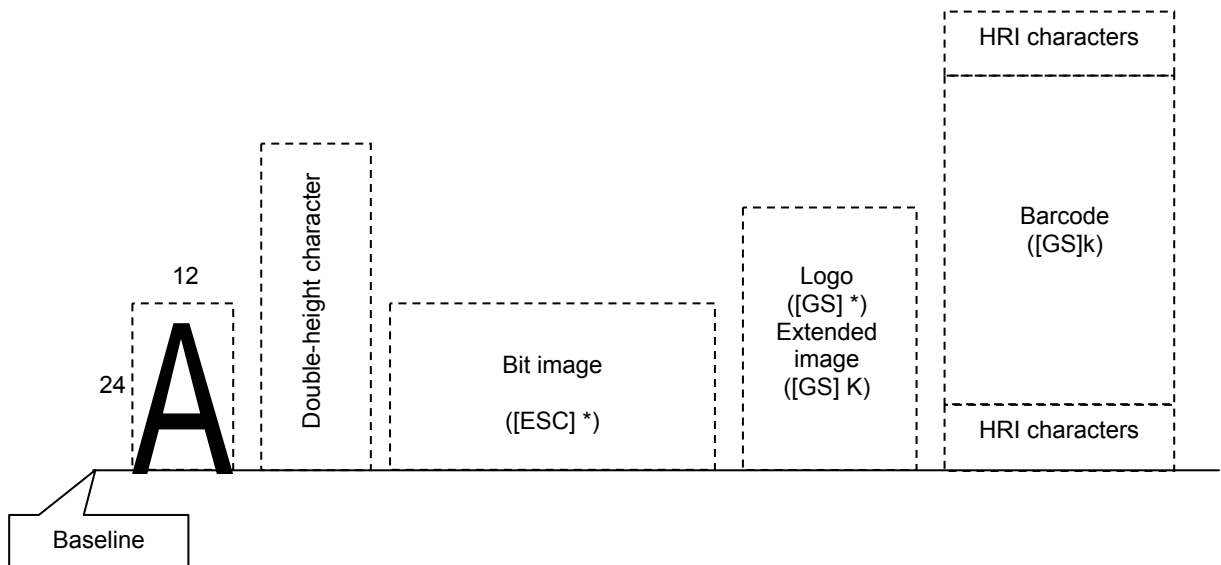 HRI characters
Barcode
([GS]k)
HRI characters
12
24
A
Double-height character
Bit image
([ESC] *)
Logo
([GS] *)
Extended
image
([GS] K)
Baseline